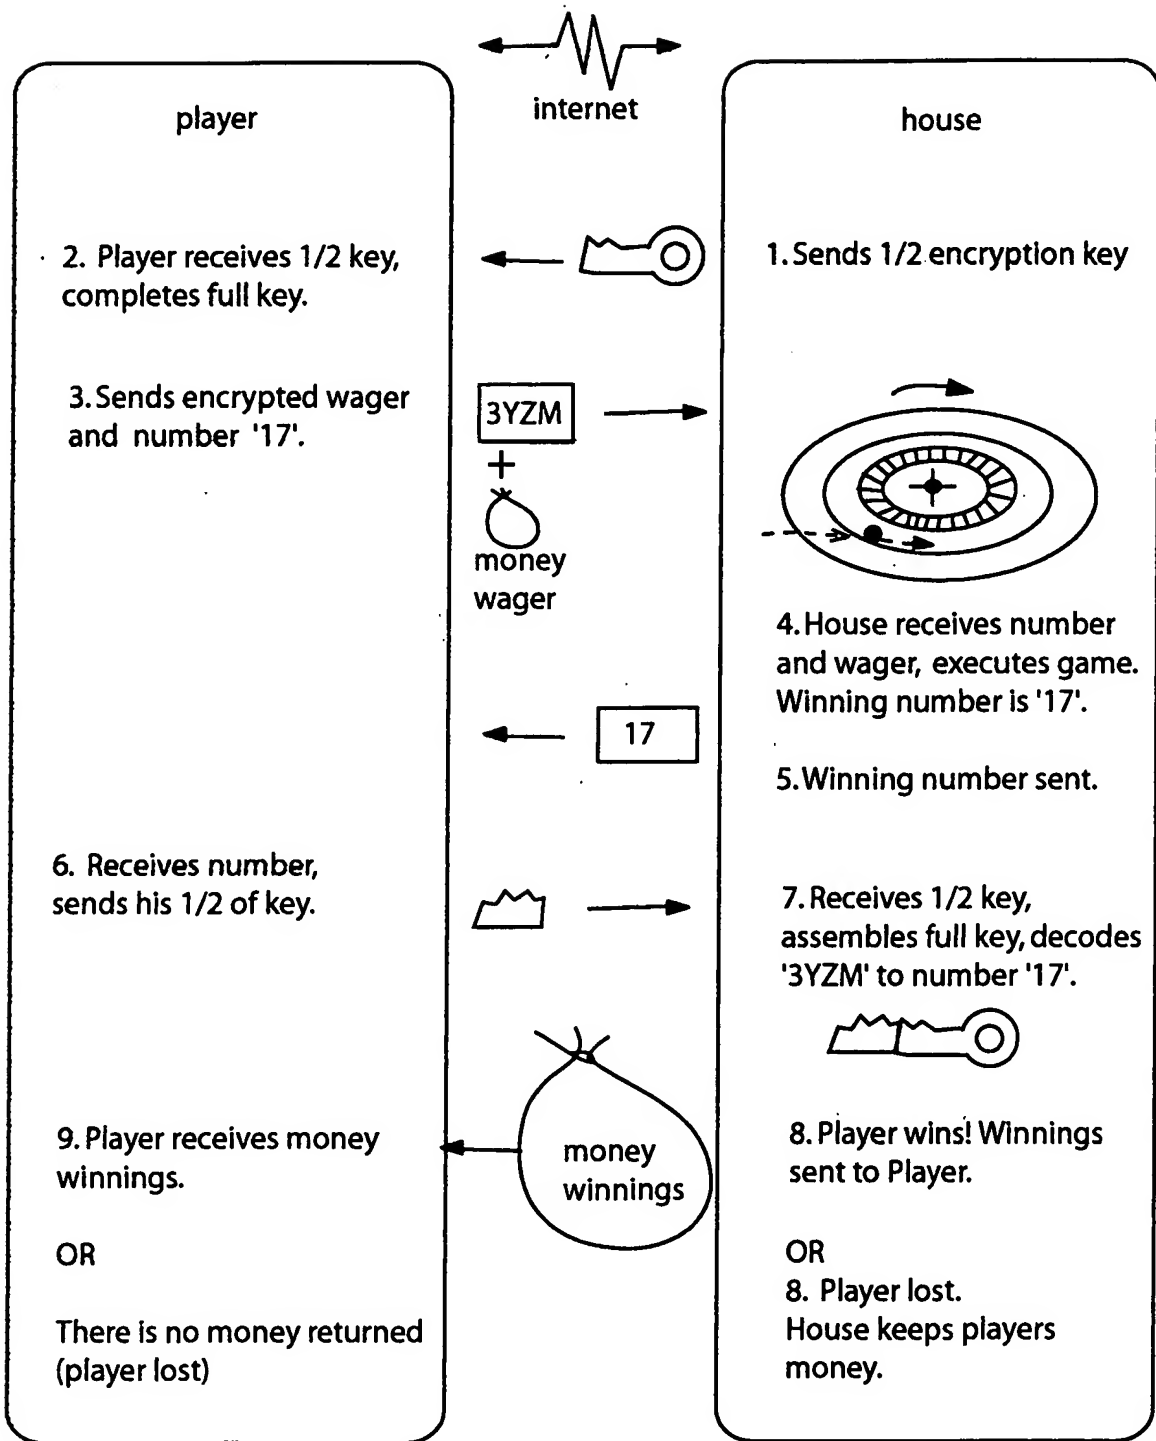 internet
player
house
1.Sends 1/2 encryption key
2. Player receives 1/2 key,
completes full key.
3.Sends encrypted wager
and number '17'.
3YZM
+
money
wager
4.House receives number
and wager, executes game.
Winning number is '17'.
17
5.Winning number sent.
6. Receives number,
sends his 1/2 of key.
7.Receives 1/2 key,
assembles full key, decodes
'3YZM' to number '17'.
8. Player wins! Winnings
sent to Player.
OR
8. Player lost.
House keeps players
money.
money
winnings
9.Player receives money
winnings.
OR
There is no money returned
(player lost)